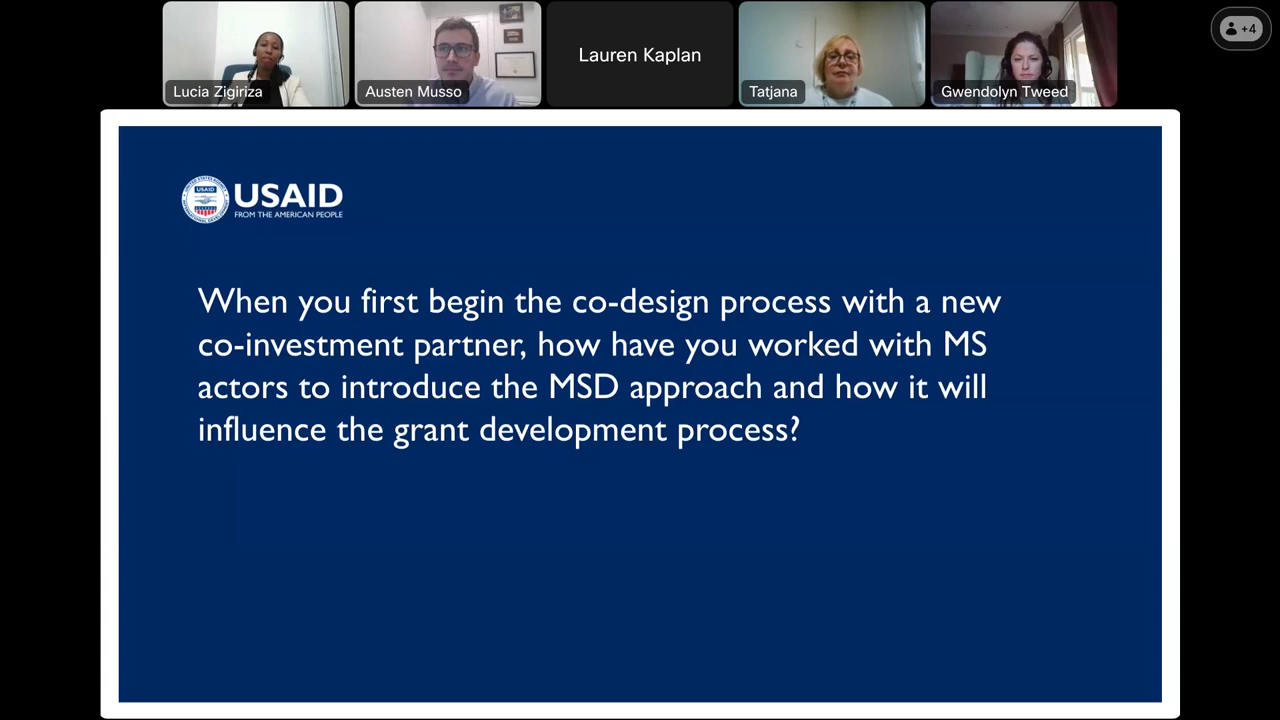 Lucia Zigiriza
Austen Musso
Lauren Kaplan
Tatjana
Gwendolyn Tweed
+4
USAID
USAID
FROM THE AMERICAN PEOPLE
When you first begin the co-design process with a new
co-investment partner, how have you worked with MS
actors to introduce the MSD approach and how it will
influence the grant development process?